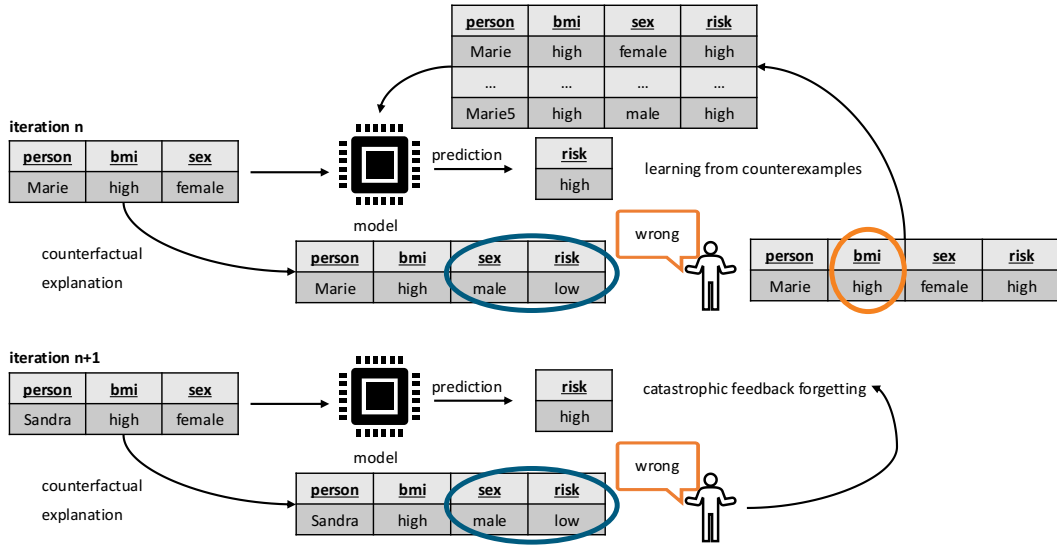 person bmi sex risk
Marie high female high
... ... ... ...
Marie5 high male high
iteration n
person bmi sex
Marie high female
prediction
risk
high
learning from counterexamples
model
counterfactual
explanation
person bmi sex risk
Marie high male low
wrong
person bmi sex risk
Marie high female high
iteration n+1
person bmi sex
Sandra high female
prediction
risk
high
catastrophic feedback forgetting
model
counterfactual
explanation
person bmi sex risk
Sandra high male low
wrong